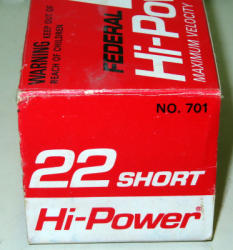 WARNING KEEP OUT OF
REACH OF CHILDREN
FEDERAL
Hi-Power
MAXIMUM VELOCITY
NO. 701
22 SHORT
Hi-Power®